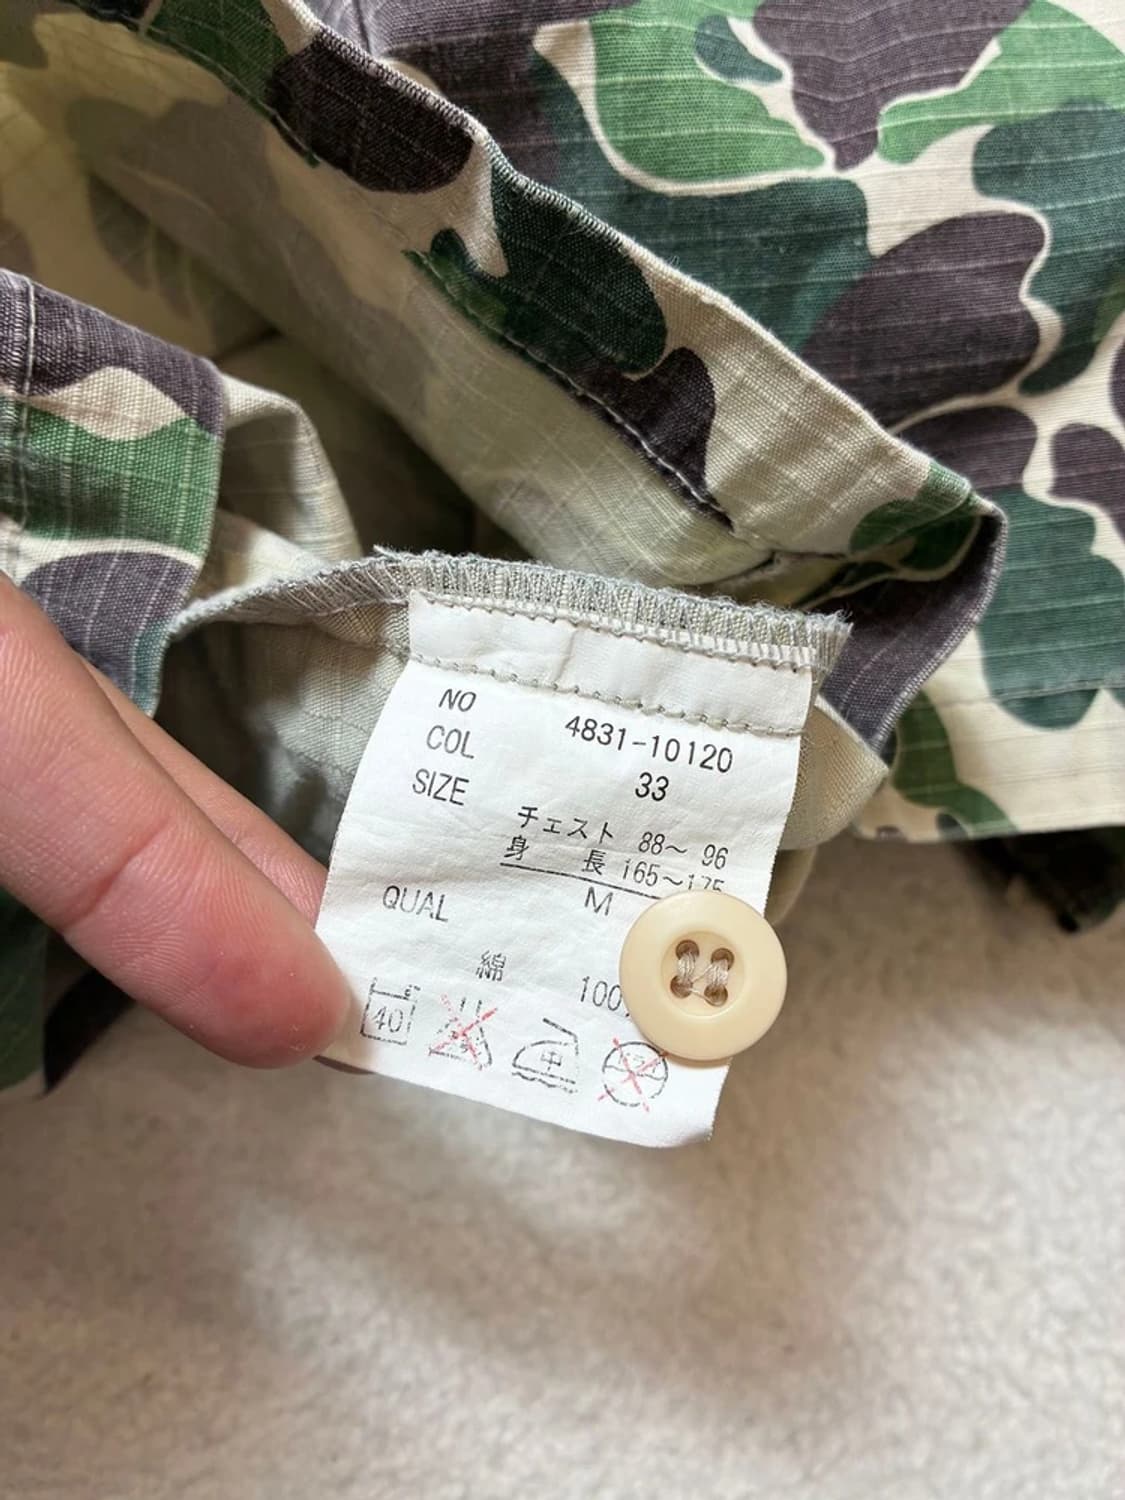 NO 4831-10120
COL 33
SIZE
チェスト 88～ 96
身 長 165～175
M
QUAL
綿 100
40
中